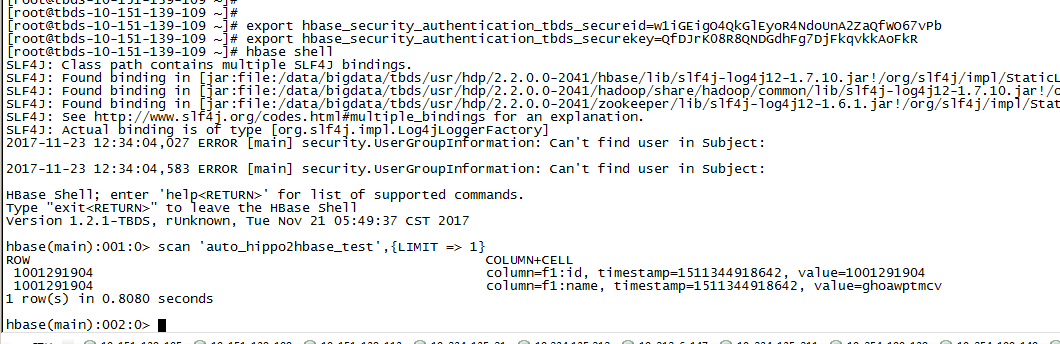 [root@tbds-10-151-139-109 ~]#
[root@tbds-10-151-139-109 ~]#
[root@tbds-10-151-139-109 ~]# export hbase_security_authentication_tbds_secureid=w1iGEigO4QkGlEyoR4NdoUnA2ZaQfWO67vPb
[root@tbds-10-151-139-109 ~]# export hbase_security_authentication_tbds_securekey=QfDJrKO8R8QNDGdhFg7DjFkqvkkAoFkR
[root@tbds-10-151-139-109 ~]# hbase shell
SLF4J: Class path contains multiple SLF4J bindings.
SLF4J: Found binding in [jar:file:/data/bigdata/tbds/usr/hdp/2.2.0.0-2041/hbase/lib/slf4j-log4j12-1.7.10.jar!/org/slf4j/impl/StaticL
SLF4J: Found binding in [jar:file:/data/bigdata/tbds/usr/hdp/2.2.0.0-2041/hadoop/share/hadoop/common/lib/slf4j-log4j12-1.7.10.jar!/o
SLF4J: Found binding in [jar:file:/data/bigdata/tbds/usr/hdp/2.2.0.0-2041/zookeeper/lib/slf4j-log4j12-1.6.1.jar!/org/slf4j/impl/Stat
SLF4J: See http://www.slf4j.org/codes.html#multiple_bindings for an explanation.
SLF4J: Actual binding is of type [org.slf4j.impl.Log4jLoggerFactory]
2017-11-23 12:34:04,027 ERROR [main] security.UserGroupInformation: Can't find user in Subject:
2017-11-23 12:34:04,583 ERROR [main] security.UserGroupInformation: Can't find user in Subject:
HBase Shell; enter 'help<RETURN>' for list of supported commands.
Type "exit<RETURN>" to leave the HBase Shell
Version 1.2.1-TBDS, rUnknown, Tue Nov 21 05:49:37 CST 2017
hbase(main):001:0> scan 'auto_hippo2hbase_test',{LIMIT => 1}
ROW COLUMN+CELL
1001291904 column=f1:id, timestamp=1511344918642, value=1001291904
1001291904 column=f1:name, timestamp=1511344918642, value=ghoawptmcv
1 row(s) in 0.8080 seconds
hbase(main):002:0>